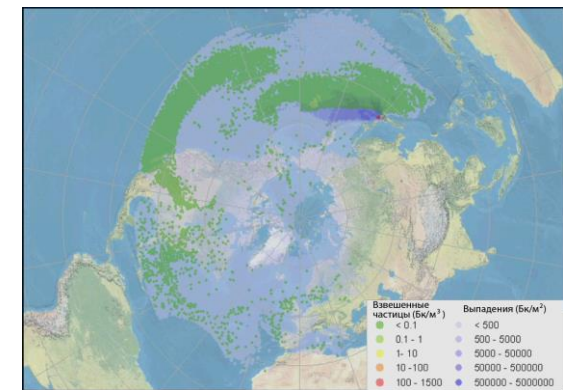 Взвешенные частицы (Бк/м³)
< 0.1
0.1 - 1
1- 10
10 -100
100 - 1500
Выпадения (Бк/м²)
< 500
500 - 5000
5000 - 50000
50000 - 500000
500000 - 5000000